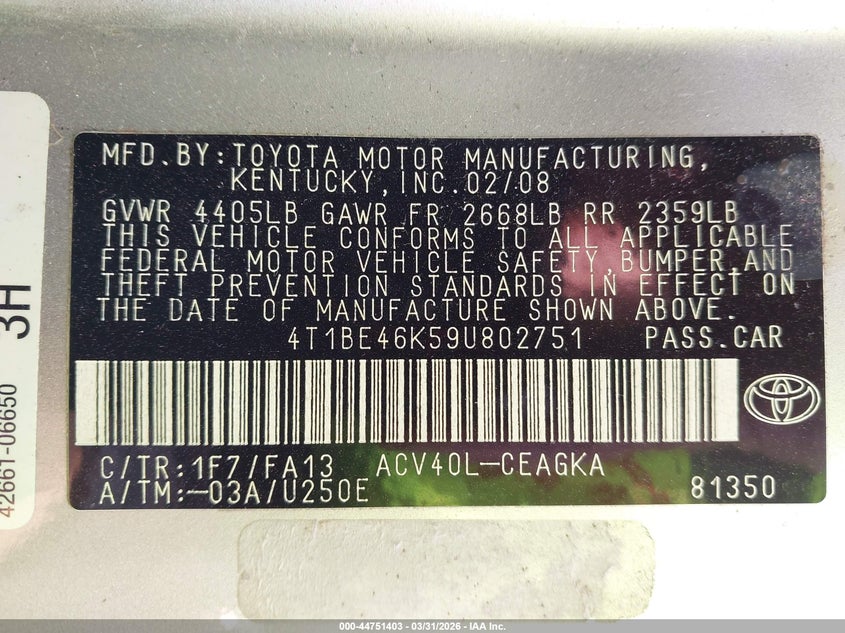 MFD.BY:TOYOTA MOTOR MANUFACTURING,
KENTUCKY,INC.02/08
GVWR 4405LB GAWR FR 2668LB RR 2359LB
THIS VEHICLE CONFORMS TO ALL APPLICABLE
FEDERAL MOTOR VEHICLE SAFETY,BUMPER,AND
THEFT PREVENTION STANDARDS IN EFFECT ON
THE DATE OF MANUFACTURE SHOWN ABOVE.
4T1BE46K59U802751 PASS.CAR
C/TR:1F7/FA13 ACV40L-CEAGKA
A/TM:-03A/U250E 81350
42661-06650 3H
000-44751403 - 03/31/2026 - IAA Inc.